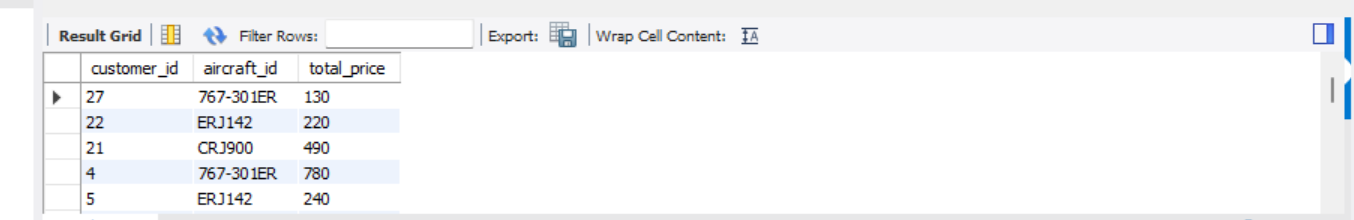 Result Grid Filter Rows: Export: Wrap Cell Content:
customer_id aircraft_id total_price
27 767-301ER 130
22 ERJ142 220
21 CRJ900 490
4 767-301ER 780
5 ERJ142 240